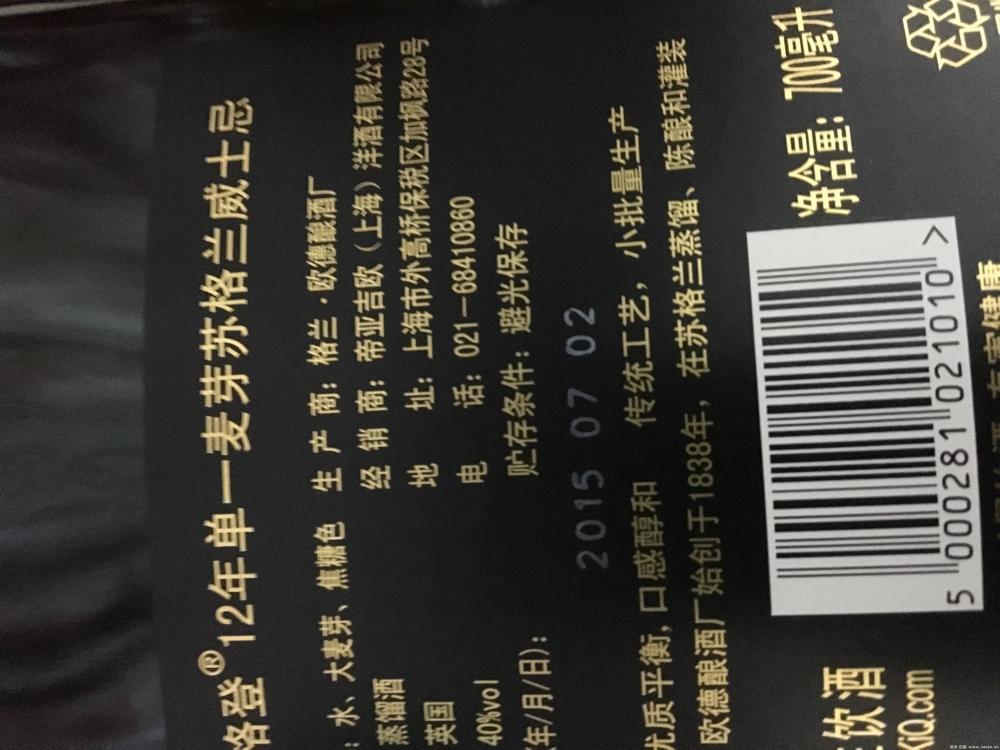 格登®12年单一麦芽苏格兰威士忌
：水、大麦芽、焦糖色
蒸馏酒
英国
40%vol
年/月/日)：
生产商：格兰·欧德酿酒厂
经销商：帝亚吉欧（上海）洋酒有限公司
地址：上海市外高桥保税区加枫路28号
电话：021-68410860
贮存条件：避光保存
2015 07 02
优质平衡，口感醇和 传统工艺，小批量生产
欧德酿酒厂始创于1838年，在苏格兰蒸馏、陈酿和灌装
净含量：700毫升
5 000281 021010 >
饮酒
iQ.com